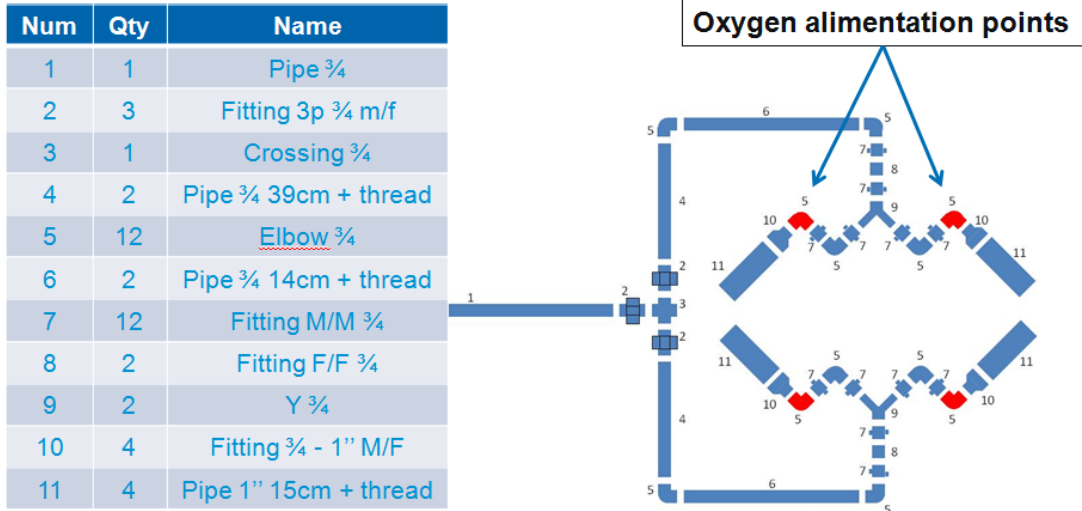 Num Qty Name
1 1 Pipe ¾
2 3 Fitting 3p ¾ m/f
3 1 Crossing ¾
4 2 Pipe ¾ 39cm + thread
5 12 Elbow ¾
6 2 Pipe ¾ 14cm + thread
7 12 Fitting M/M ¾
8 2 Fitting F/F ¾
9 2 Y ¾
10 4 Fitting ¾ - 1’’ M/F
11 4 Pipe 1’’ 15cm + thread
Oxygen alimentation points
6
5 5
7
8
7
4 5 9 5
10 10
7 7 7 7
11 5 5 11
2
1 2 3
2
5 5
11 7 7 7 7 11
10 5 9 5 10
4 7
8
7
5 6
5